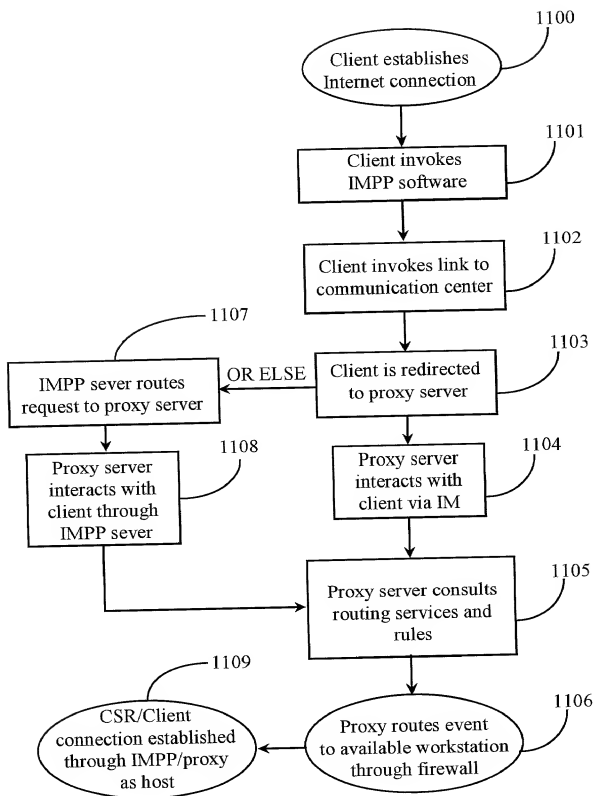 1100
Client establishes
Internet connection
1101
Client invokes
IMPP software
1102
Client invokes link to
communication center
1107
1103
IMPP sever routes
request to proxy server
OR ELSE
Client is redirected
to proxy server
1108
1104
Proxy server
interacts with
client through
IMPP sever
Proxy server
interacts with
client via IM
1105
Proxy server consults
routing services and
rules
1109
1106
CSR/Client
connection established
through IMPP/proxy
as host
Proxy routes event
to available workstation
through firewall